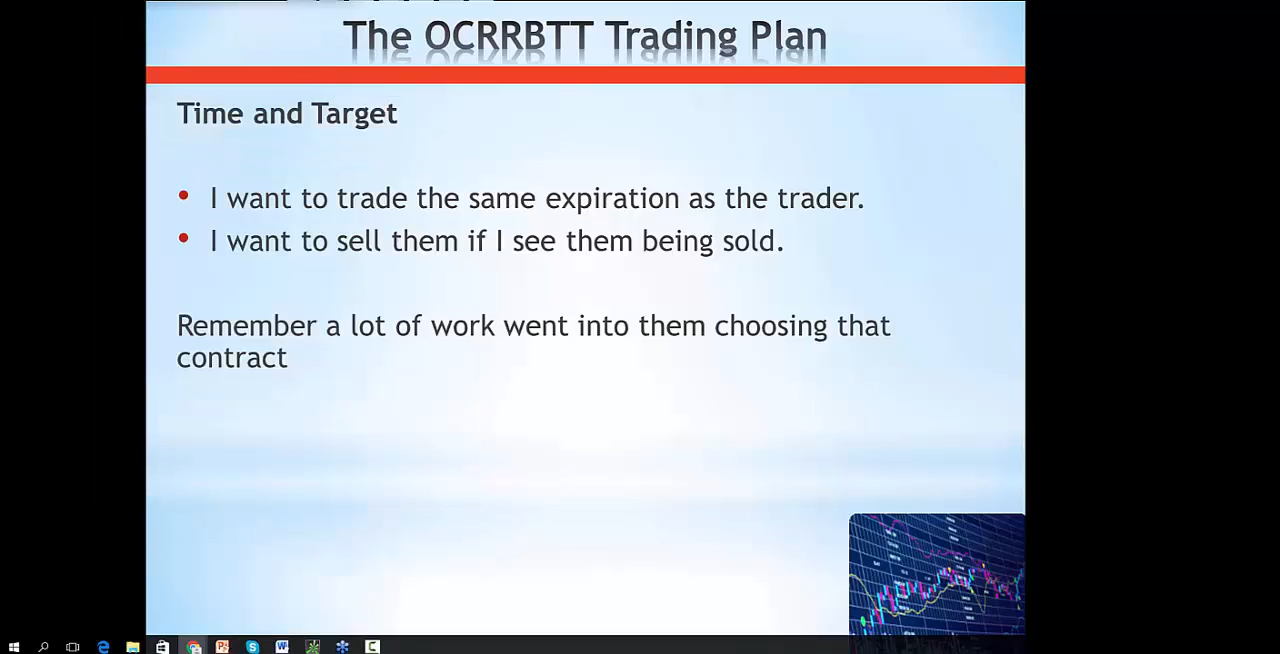 The OCRRBTT Trading Plan
Time and Target
• I want to trade the same expiration as the trader.
• I want to sell them if I see them being sold.
Remember a lot of work went into them choosing that
contract